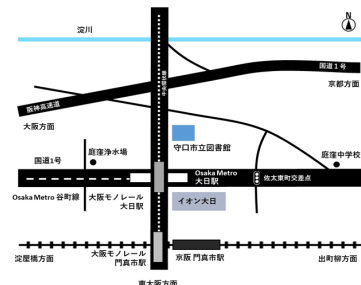 淀川
N
国道1号
中央環状線
京都方面
阪神高速道
大阪方面
守口市立図書館
庭窪浄水場
庭窪中学校
国道1号
Osaka Metro
大日駅
佐太東町交差点
Osaka Metro 谷町線
大阪モノレール
大日駅
イオン大日
淀屋橋方面
大阪モノレール
門真市駅
京阪 門真市駅
出町柳方面
東大阪方面